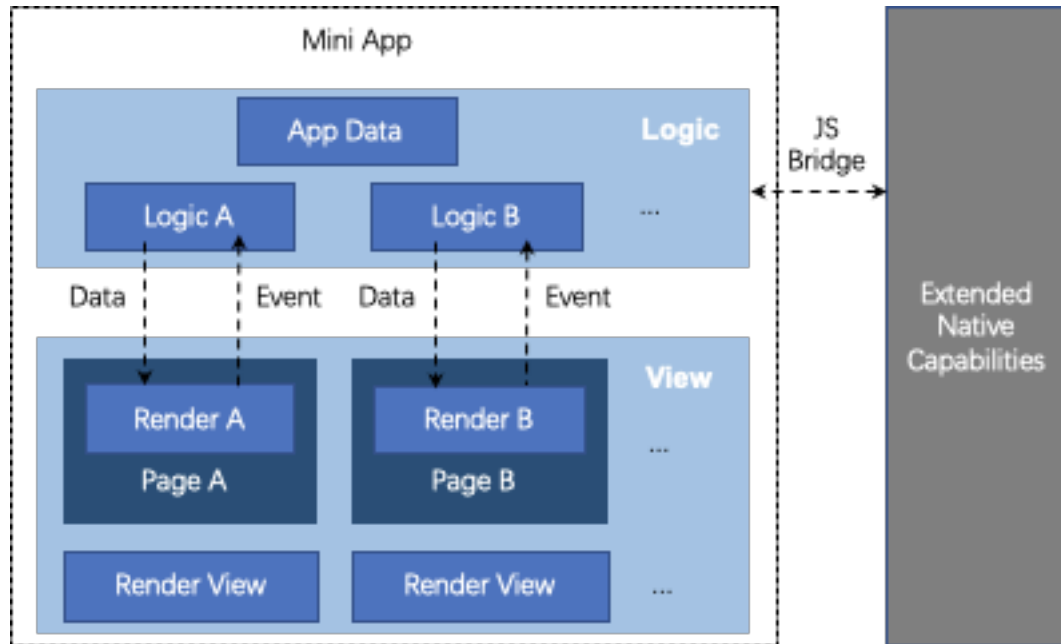 Mini App
App Data
Logic
JS
Bridge
Logic A
Logic B
...
Data
Event
Data
Event
Extended
Native
Capabilities
View
Render A
Render B
...
Page A
Page B
Render View
Render View
...